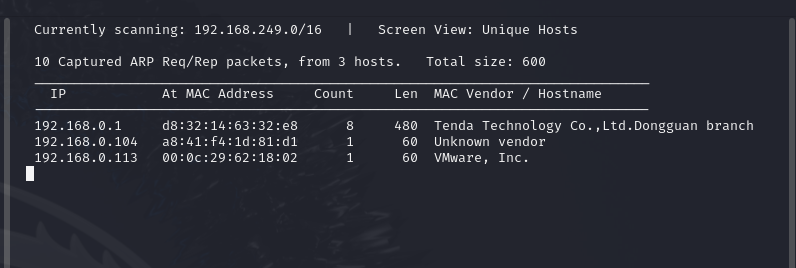 Currently scanning: 192.168.249.0/16   |   Screen View: Unique Hosts
10 Captured ARP Req/Rep packets, from 3 hosts.   Total size: 600
IP            At MAC Address     Count     Len  MAC Vendor / Hostname
192.168.0.1     d8:32:14:63:32:e8      8     480  Tenda Technology Co.,Ltd.Dongguan branch
192.168.0.104   a8:41:f4:1d:81:d1      1      60  Unknown vendor
192.168.0.113   00:0c:29:62:18:02      1      60  VMware, Inc.